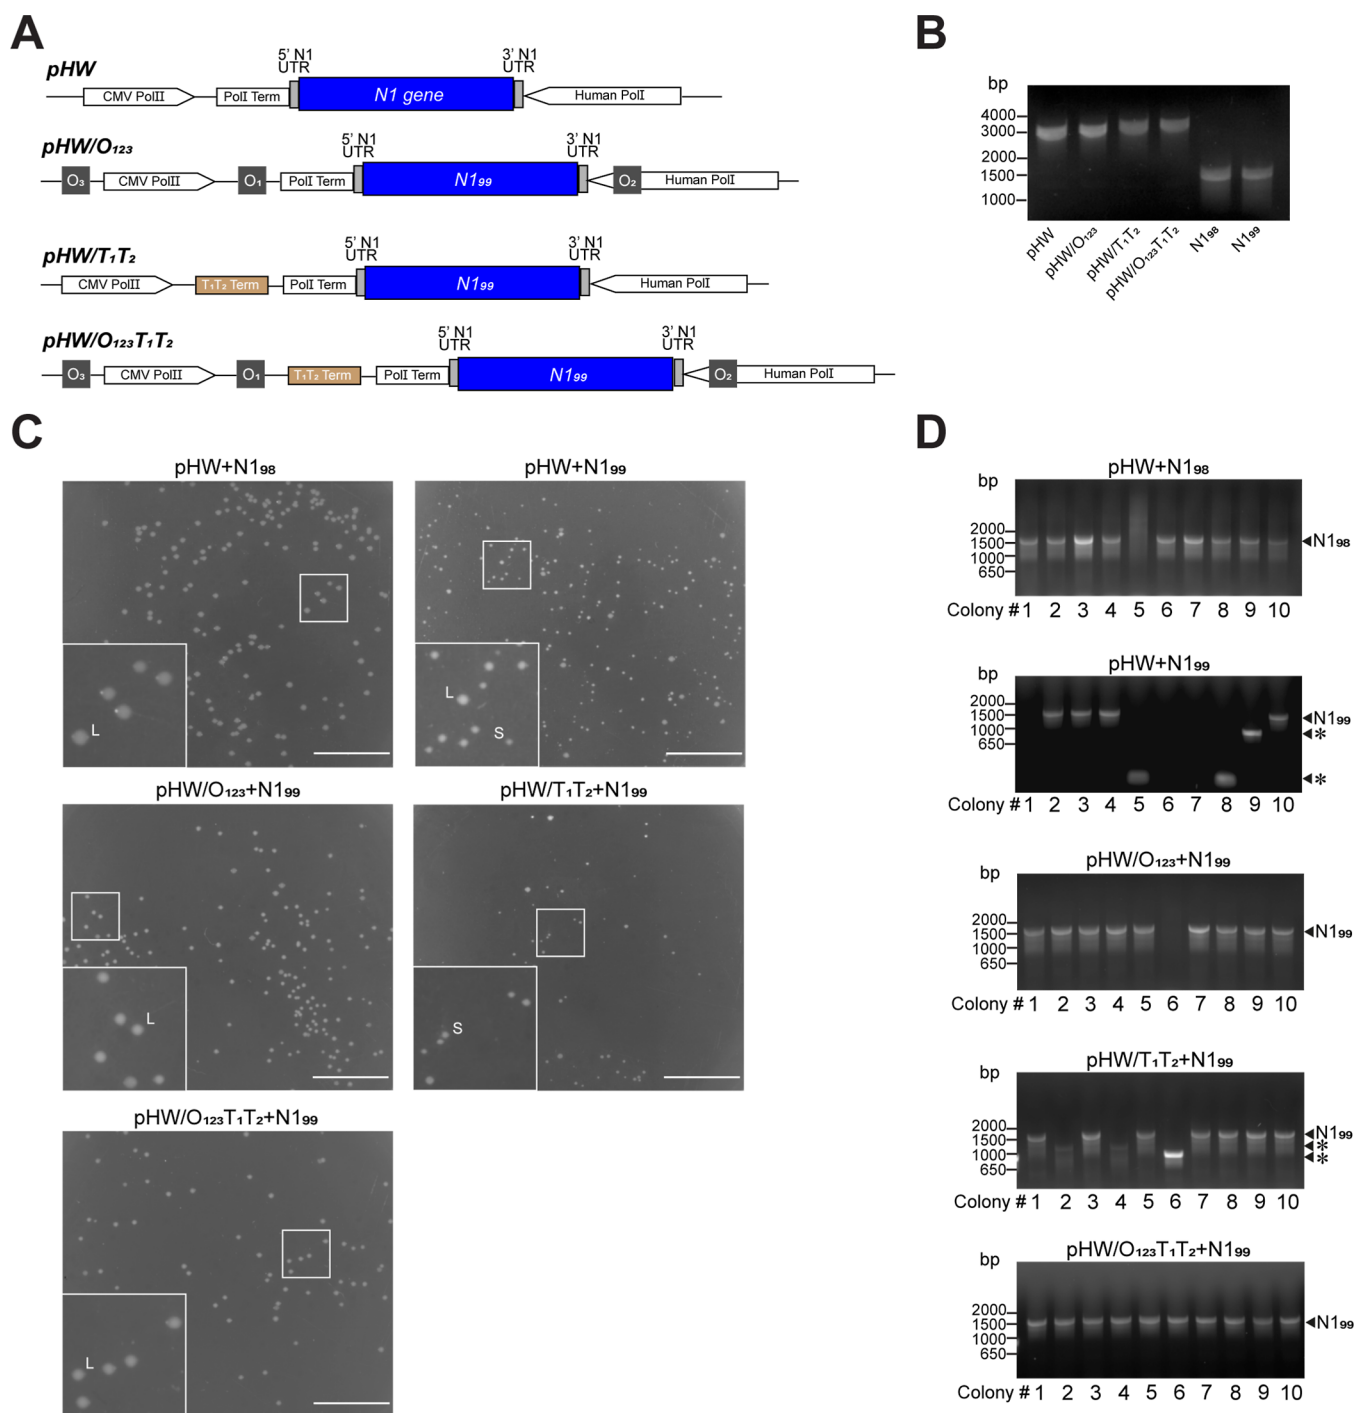 A
pHW
5' N1
UTR
3' N1
UTR
CMV PolII
PolI Term
N1 gene
Human PolI
pHW/O₁₂₃
5' N1
UTR
3' N1
UTR
O₃
CMV PolII
O₁
PolI Term
N1₉₉
O₂
Human PolI
pHW/T₁T₂
5' N1
UTR
3' N1
UTR
CMV PolII
T₁T₂ Term
PolI Term
N1₉₉
Human PolI
pHW/O₁₂₃T₁T₂
5' N1
UTR
3' N1
UTR
O₃
CMV PolII
O₁
T₁T₂ Term
PolI Term
N1₉₉
O₂
Human PolI
B
bp
4000
3000
2000
1500
1000
pHW
pHW/O₁₂₃
pHW/T₁T₂
pHW/O₁₂₃T₁T₂
N1₉₈
N1₉₉
C
pHW+N1₉₈
L
pHW+N1₉₉
L
S
pHW/O₁₂₃+N1₉₉
L
pHW/T₁T₂+N1₉₉
S
pHW/O₁₂₃T₁T₂+N1₉₉
L
D
pHW+N1₉₈
bp
2000
1500
1000
650
N1₉₈
Colony # 1 2 3 4 5 6 7 8 9 10
pHW+N1₉₉
bp
2000
1500
1000
650
N1₉₉
*
*
Colony # 1 2 3 4 5 6 7 8 9 10
pHW/O₁₂₃+N1₉₉
bp
2000
1500
1000
650
N1₉₉
Colony # 1 2 3 4 5 6 7 8 9 10
pHW/T₁T₂+N1₉₉
bp
2000
1500
1000
650
N1₉₉
*
*
Colony # 1 2 3 4 5 6 7 8 9 10
pHW/O₁₂₃T₁T₂+N1₉₉
bp
2000
1500
1000
650
N1₉₉
Colony # 1 2 3 4 5 6 7 8 9 10